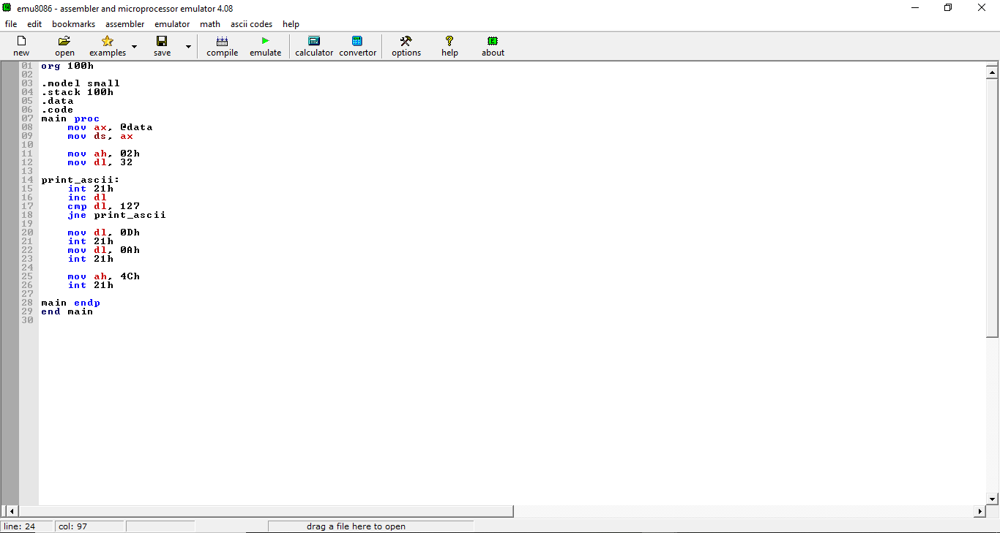 emu8086 - assembler and microprocessor emulator 4.08
file edit bookmarks assembler emulator math ascii codes help
new open examples save compile emulate calculator convertor options help about
01 org 100h
02
03 .model small
04 .stack 100h
05 .data
06 .code
07 main proc
08     mov ax, @data
09     mov ds, ax
10
11     mov ah, 02h
12     mov dl, 32
13
14 print_ascii:
15     int 21h
16     inc dl
17     cmp dl, 127
18     jne print_ascii
19
20     mov dl, 0Dh
21     int 21h
22     mov dl, 0Ah
23     int 21h
24
25     mov ah, 4Ch
26     int 21h
27
28 main endp
29 end main
30
line: 24 col: 97 drag a file here to open